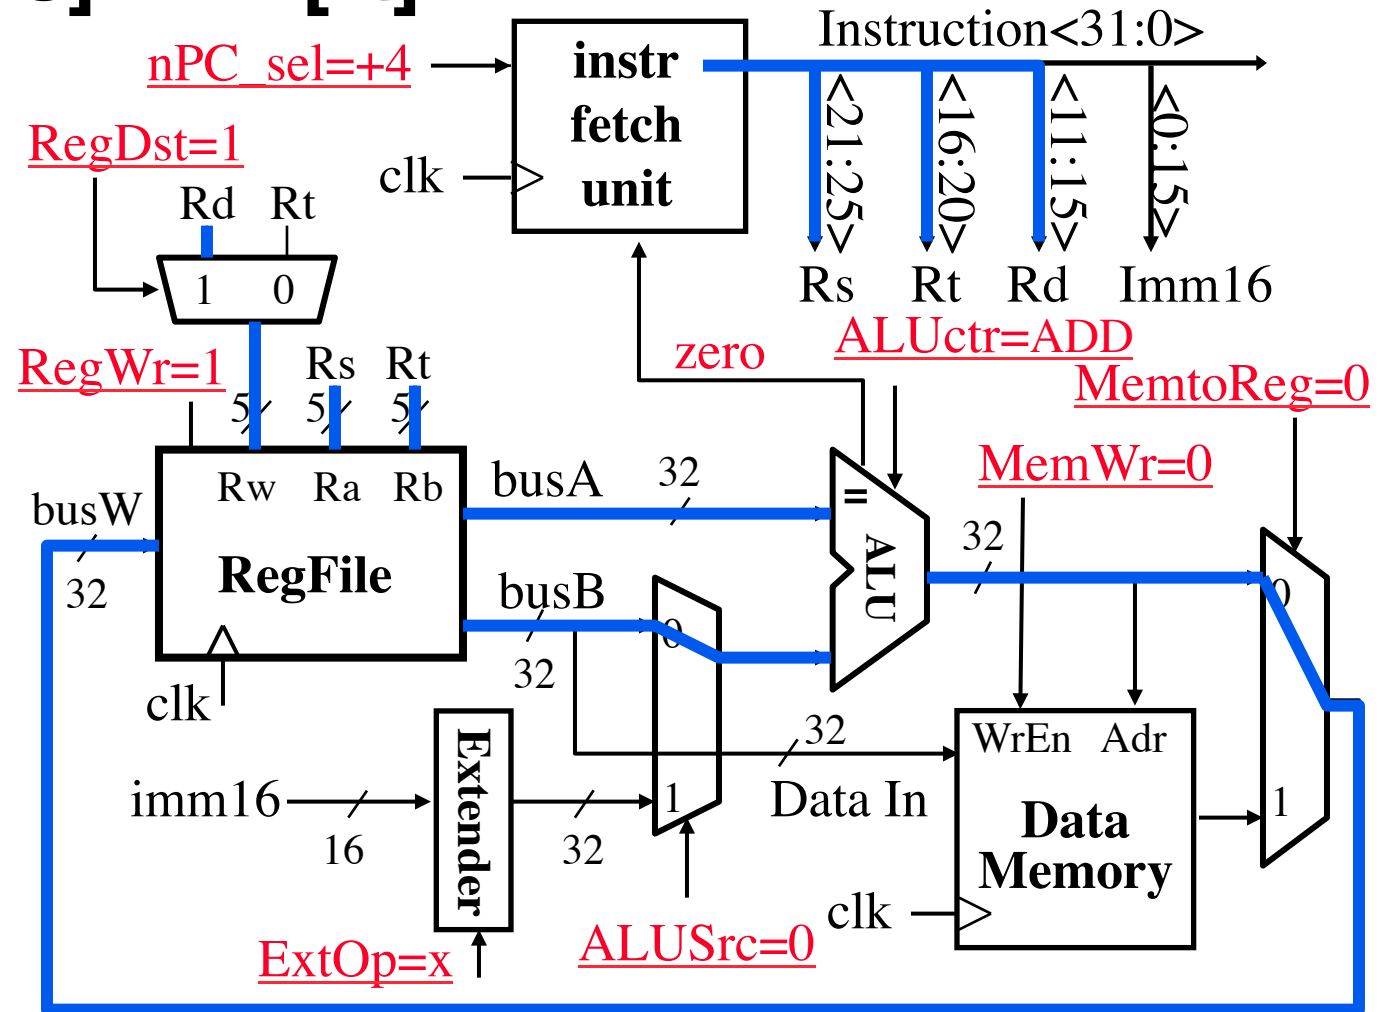 Instruction<31:0>
nPC_sel=+4
instr
fetch
unit
clk
<21:25>
<16:20>
<11:15>
<0:15>
RegDst=1
Rd Rt
1 0
Rs Rt Rd Imm16
ALUctr=ADD
zero
MemtoReg=0
RegWr=1
Rs Rt
5 5 5
Rw Ra Rb
busW
32
RegFile
clk
busA
32
busB
32
=
ALU
32
MemWr=0
0
1
0
1
WrEn Adr
Data
Memory
clk
32
Data In
imm16
16
Extender
32
ExtOp=x
ALUSrc=0